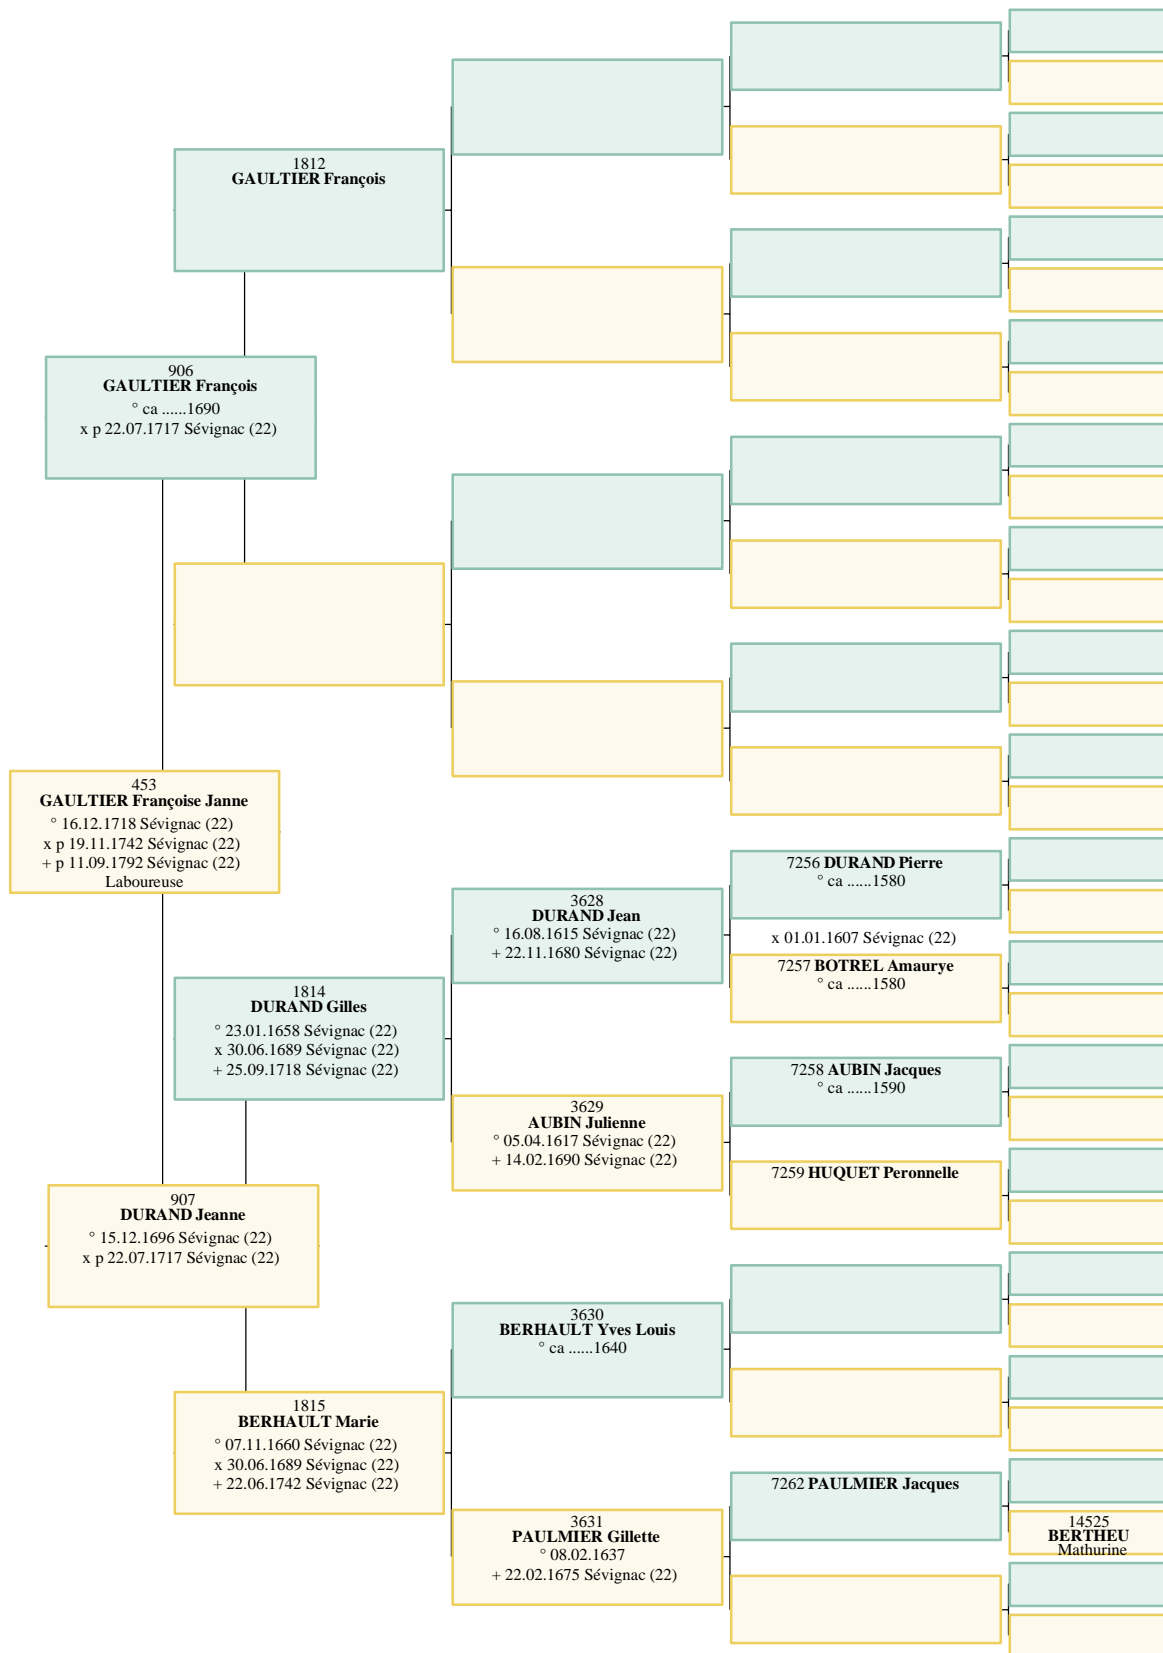 1812
GAULTIER François
906
GAULTIER François
° ca ......1690
x p 22.07.1717 Sévignac (22)
453
GAULTIER Françoise Janne
° 16.12.1718 Sévignac (22)
x p 19.11.1742 Sévignac (22)
+ p 11.09.1792 Sévignac (22)
Laboureuse
7256 DURAND Pierre
° ca ......1580
3628
DURAND Jean
° 16.08.1615 Sévignac (22)
+ 22.11.1680 Sévignac (22)
x 01.01.1607 Sévignac (22)
7257 BOTREL Amaurye
° ca ......1580
1814
DURAND Gilles
° 23.01.1658 Sévignac (22)
x 30.06.1689 Sévignac (22)
+ 25.09.1718 Sévignac (22)
7258 AUBIN Jacques
° ca ......1590
3629
AUBIN Julienne
° 05.04.1617 Sévignac (22)
+ 14.02.1690 Sévignac (22)
7259 HUQUET Peronnelle
907
DURAND Jeanne
° 15.12.1696 Sévignac (22)
x p 22.07.1717 Sévignac (22)
3630
BERHAULT Yves Louis
° ca ......1640
1815
BERHAULT Marie
° 07.11.1660 Sévignac (22)
x 30.06.1689 Sévignac (22)
+ 22.06.1742 Sévignac (22)
7262 PAULMIER Jacques
3631
PAULMIER Gillette
° 08.02.1637
+ 22.02.1675 Sévignac (22)
14525
BERTHEU
Mathurine